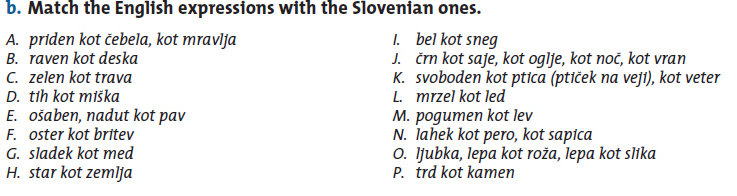 b. Match the English expressions with the Slovenian ones.
A. priden kot čebela, kot mravlja
B. raven kot deska
C. zelen kot trava
D. tih kot miška
E. ošaben, nadut kot pav
F. oster kot britev
G. sladek kot med
H. star kot zemlja
I. bel kot sneg
J. črn kot saje, kot oglje, kot noč, kot vran
K. svoboden kot ptica (ptiček na veji), kot veter
L. mrzel kot led
M. pogumen kot lev
N. lahek kot pero, kot sapica
O. ljubka, lepa kot roža, lepa kot slika
P. trd kot kamen